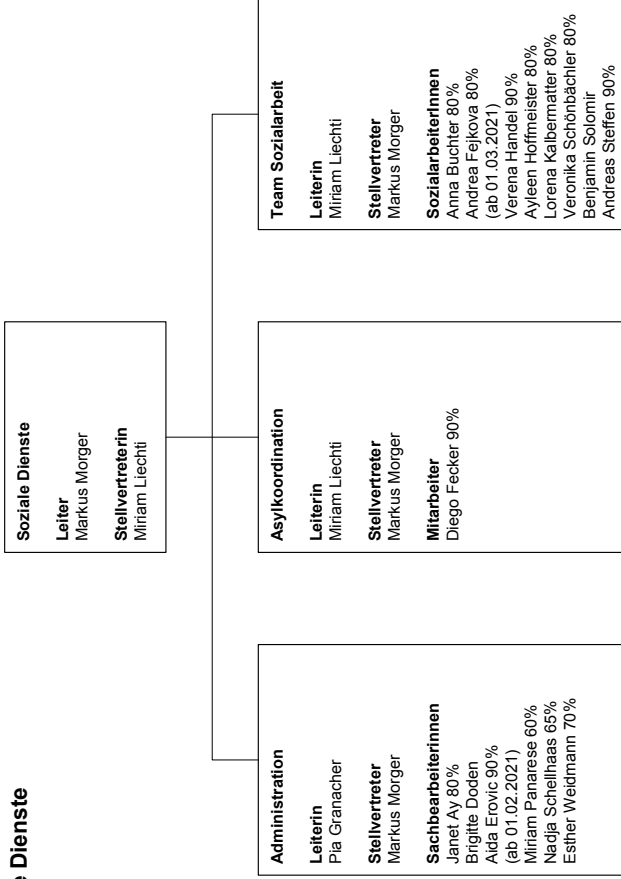 e Dienste
Soziale Dienste
Leiter
Markus Morger
Stellvertreterin
Miriam Liechti
Administration
Leiterin
Pia Granacher
Stellvertreter
Markus Morger
Sachbearbeiterinnen
Janet Ay 80%
Brigitte Doden
Aida Erovic 90%
(ab 01.02.2021)
Miriam Panarese 60%
Nadja Schellhaas 65%
Esther Weidmann 70%
Asylkoordination
Leiterin
Miriam Liechti
Stellvertreter
Markus Morger
Mitarbeiter
Diego Fecker 90%
Team Sozialarbeit
Leiterin
Miriam Liechti
Stellvertreter
Markus Morger
SozialarbeiterInnen
Anna Buchter 80%
Andrea Fejkova 80%
(ab 01.03.2021)
Verena Handel 90%
Ayleen Hoffmeister 80%
Lorena Kalbermatter 80%
Veronika Schönbächler 80%
Benjamin Solomir
Andreas Steffen 90%